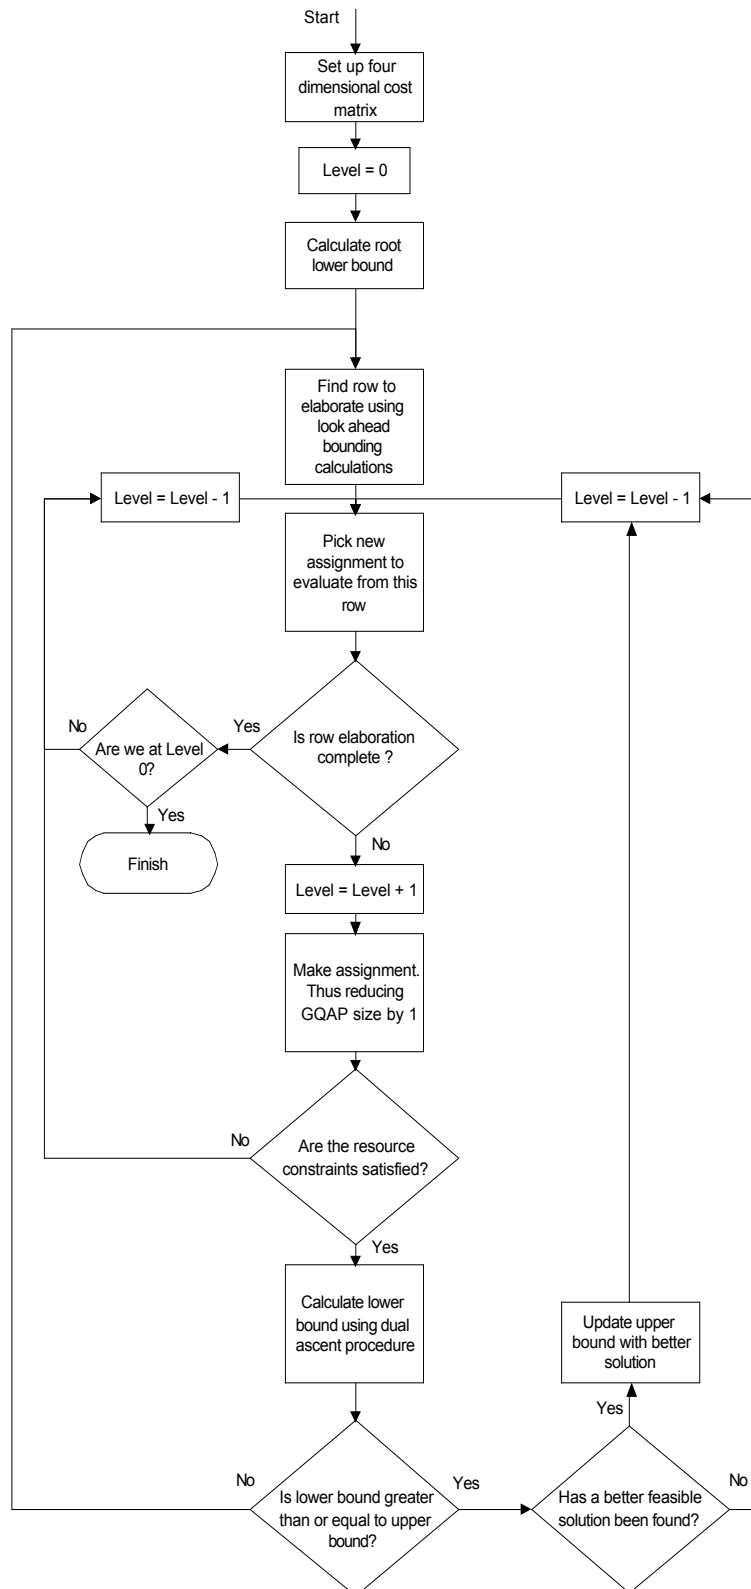 Start
Set up four
dimensional cost
matrix
Level = 0
Calculate root
lower bound
Find row to
elaborate using
look ahead
bounding
calculations
Level = Level - 1
Level = Level - 1
Pick new
assignment to
evaluate from this
row
No
Yes
Are we at Level
0?
Is row elaboration
complete ?
Yes
No
Finish
Level = Level + 1
Make assignment.
Thus reducing
GQAP size by 1
No
Are the resource
constraints satisfied?
Yes
Calculate lower
bound using dual
ascent procedure
Update upper
bound with better
solution
Yes
No
Yes
No
Is lower bound greater
than or equal to upper
bound?
Has a better feasible
solution been found?